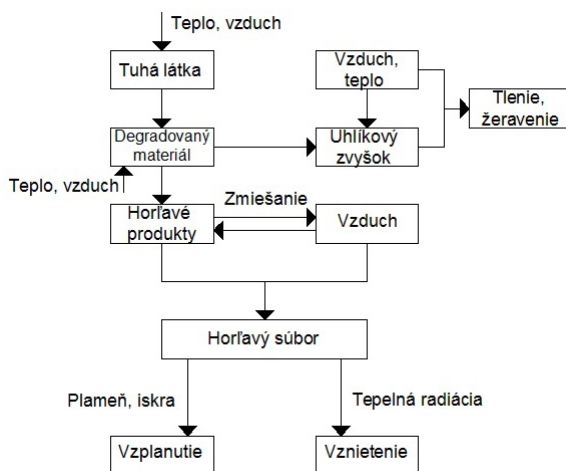 Teplo, vzduch
Tuhá látka
Vzduch,
teplo
Tlenie,
žeravenie
Degradovaný
materiál
Uhlíkový
zvyšok
Teplo, vzduch
Horľavé
produkty
Zmiešanie
Vzduch
Horľavý súbor
Plameň, iskra
Tepelná radiácia
Vzplanutie
Vznietenie